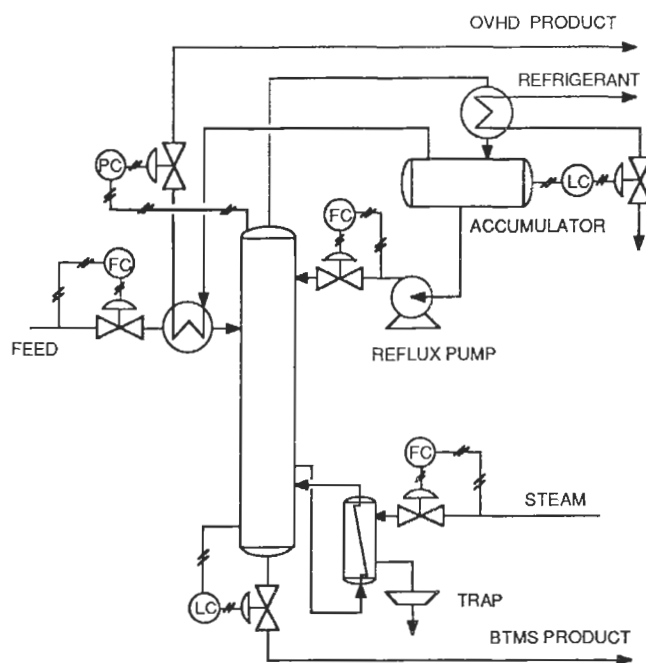 OVHD PRODUCT
REFRIGERANT
PC
LC
ACCUMULATOR
FC
FC
FEED
REFLUX PUMP
FC
STEAM
LC
TRAP
BTMS PRODUCT